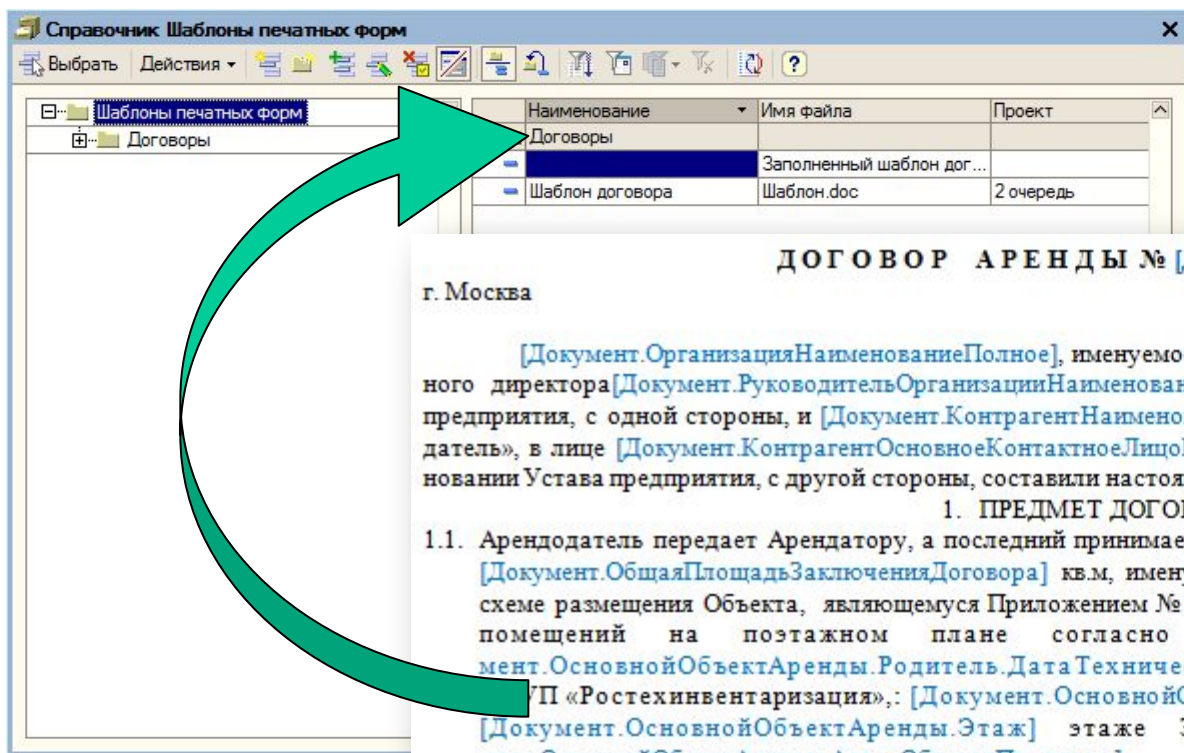 Справочник Шаблоны печатных форм
Выбрать Действия
Шаблоны печатных форм
Договоры
Наименование Имя файла Проект
Договоры
Заполненный шаблон дог...
Шаблон договора Шаблон.doc 2 очередь
ДОГОВОР АРЕНДЫ № [
г. Москва
[Документ.ОрганизацияНаименованиеПолное], именуемо
ного директора[Документ.РуководительОрганизацииНаименован
предприятия, с одной стороны, и [Документ.КонтрагентНаимено
датель», в лице [Документ.КонтрагентОсновноеКонтактноеЛицо
новании Устава предприятия, с другой стороны, составили настоя
1. ПРЕДМЕТ ДОГО
1.1. Арендодатель передает Арендатору, а последний принимае
[Документ.ОбщаяПлощадьЗаключенияДоговора] кв.м, имен
схеме размещения Объекта, являющемуся Приложением №
помещений на поэтажном плане согласно
мент.ОсновнойОбъектАренды.Родитель.ДатаТехниче
УП «Ростехинвентаризация»,: [Документ.Основной
[Документ.ОсновнойОбъектАренды.Этаж] этаже